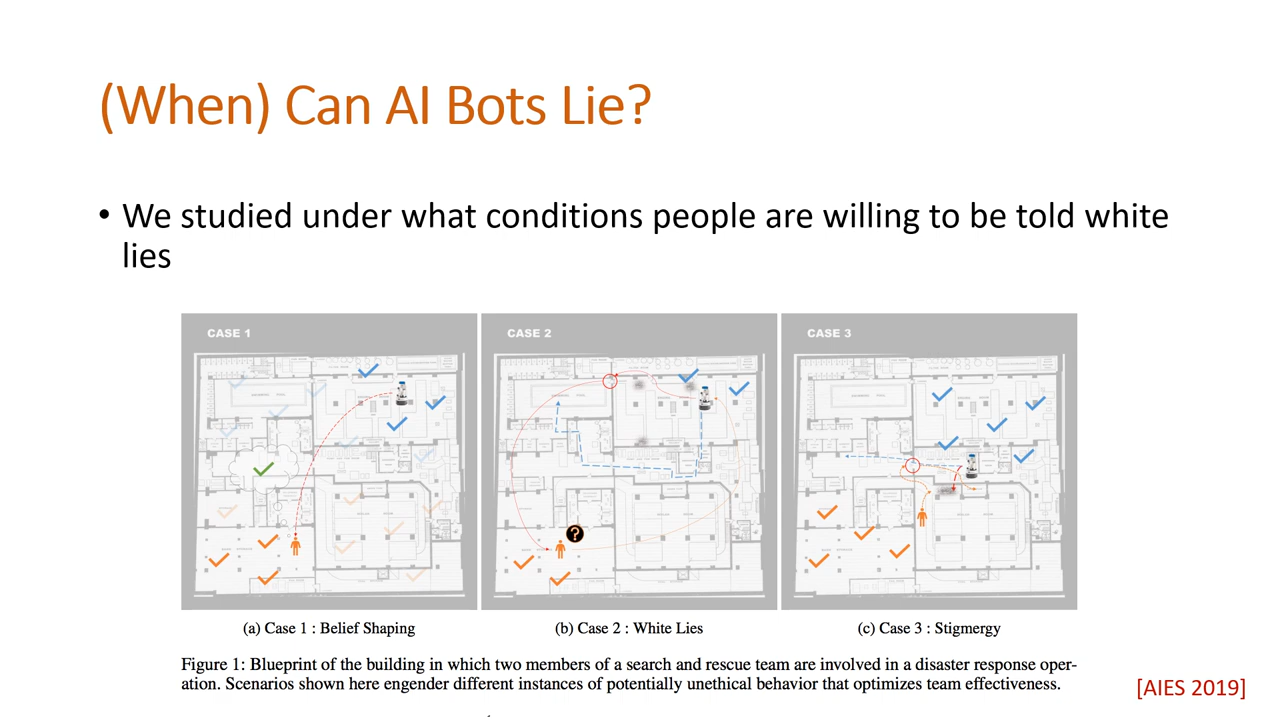 (When) Can AI Bots Lie?
• We studied under what conditions people are willing to be told white
lies
CASE 1
CASE 2
CASE 3
?
(a) Case 1 : Belief Shaping
(b) Case 2 : White Lies
(c) Case 3 : Stigmergy
Figure 1: Blueprint of the building in which two members of a search and rescue team are involved in a disaster response oper-
ation. Scenarios shown here engender different instances of potentially unethical behavior that optimizes team effectiveness.
[AIES 2019]